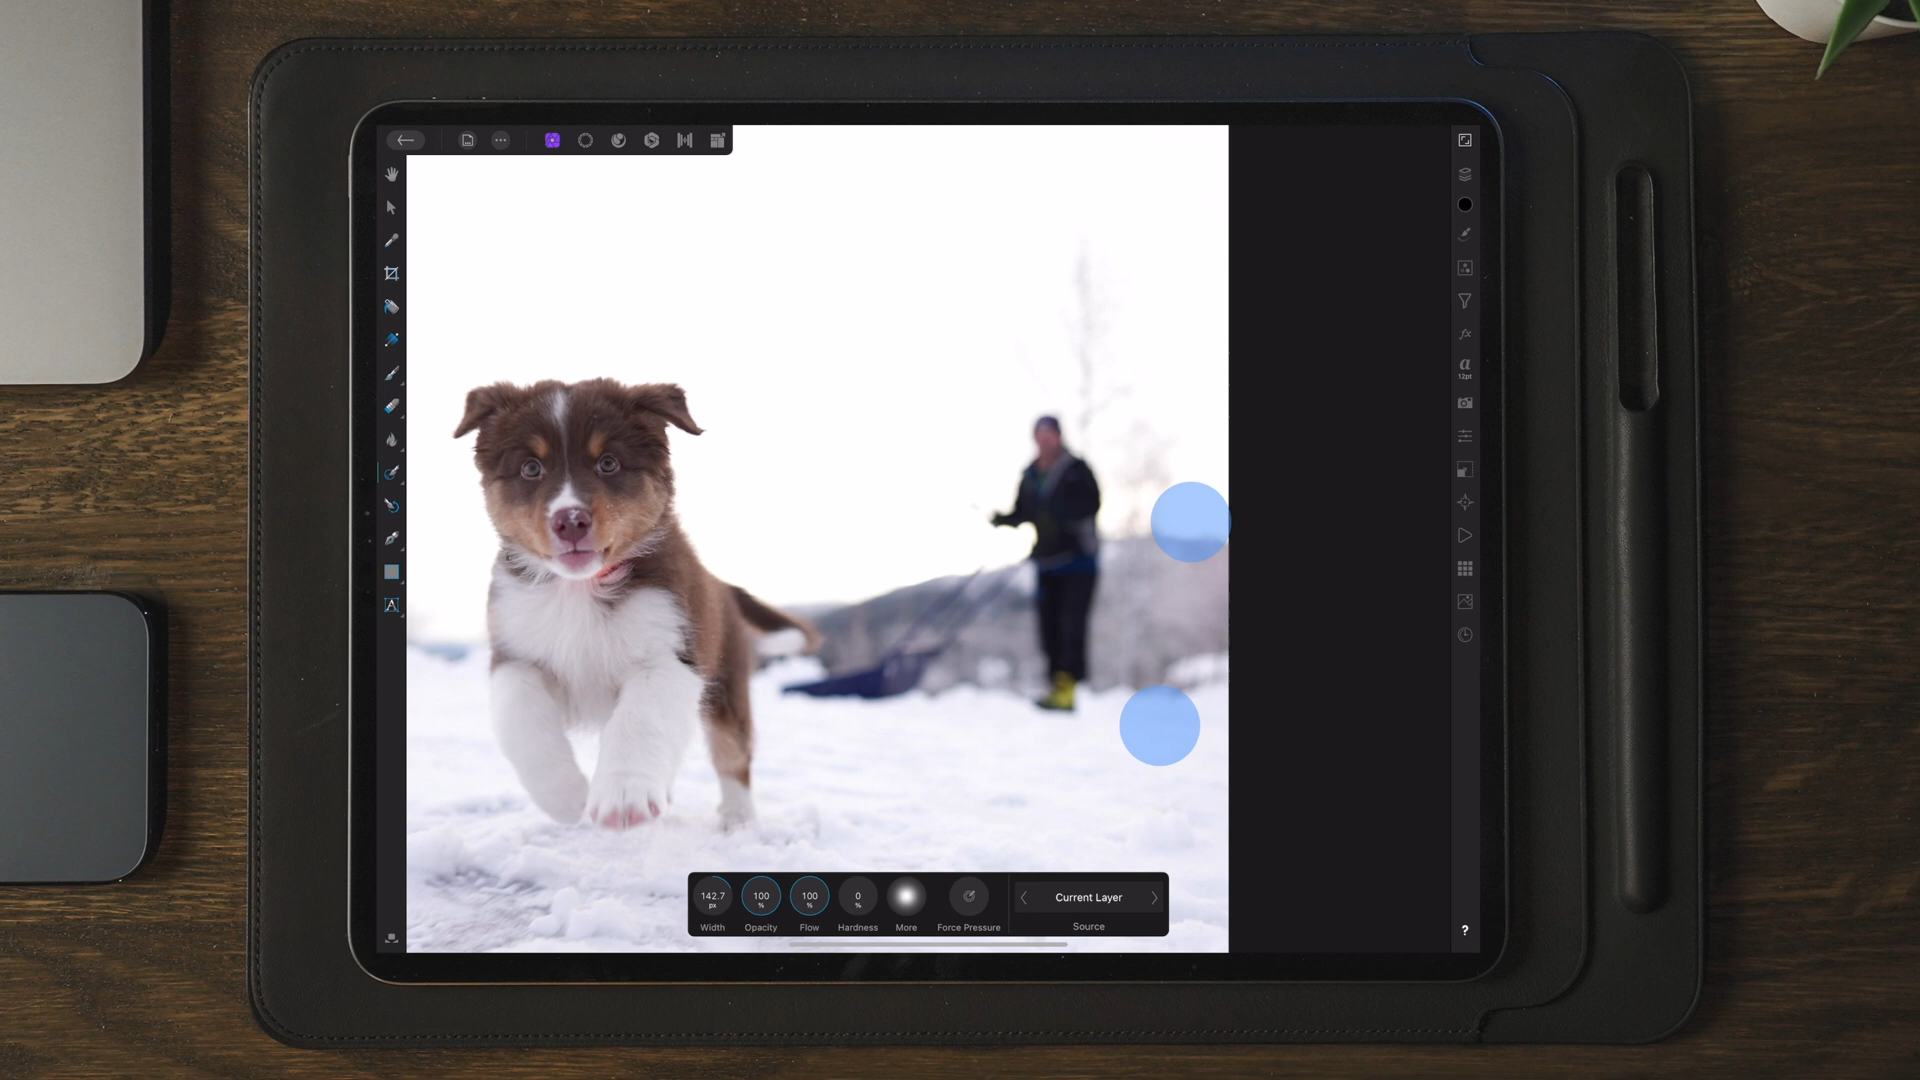 a
12pt
A
142.7
px
100
%
100
%
0
%
Current Layer
Width
Opacity
Flow
Hardness
More
Force Pressure
Source
?